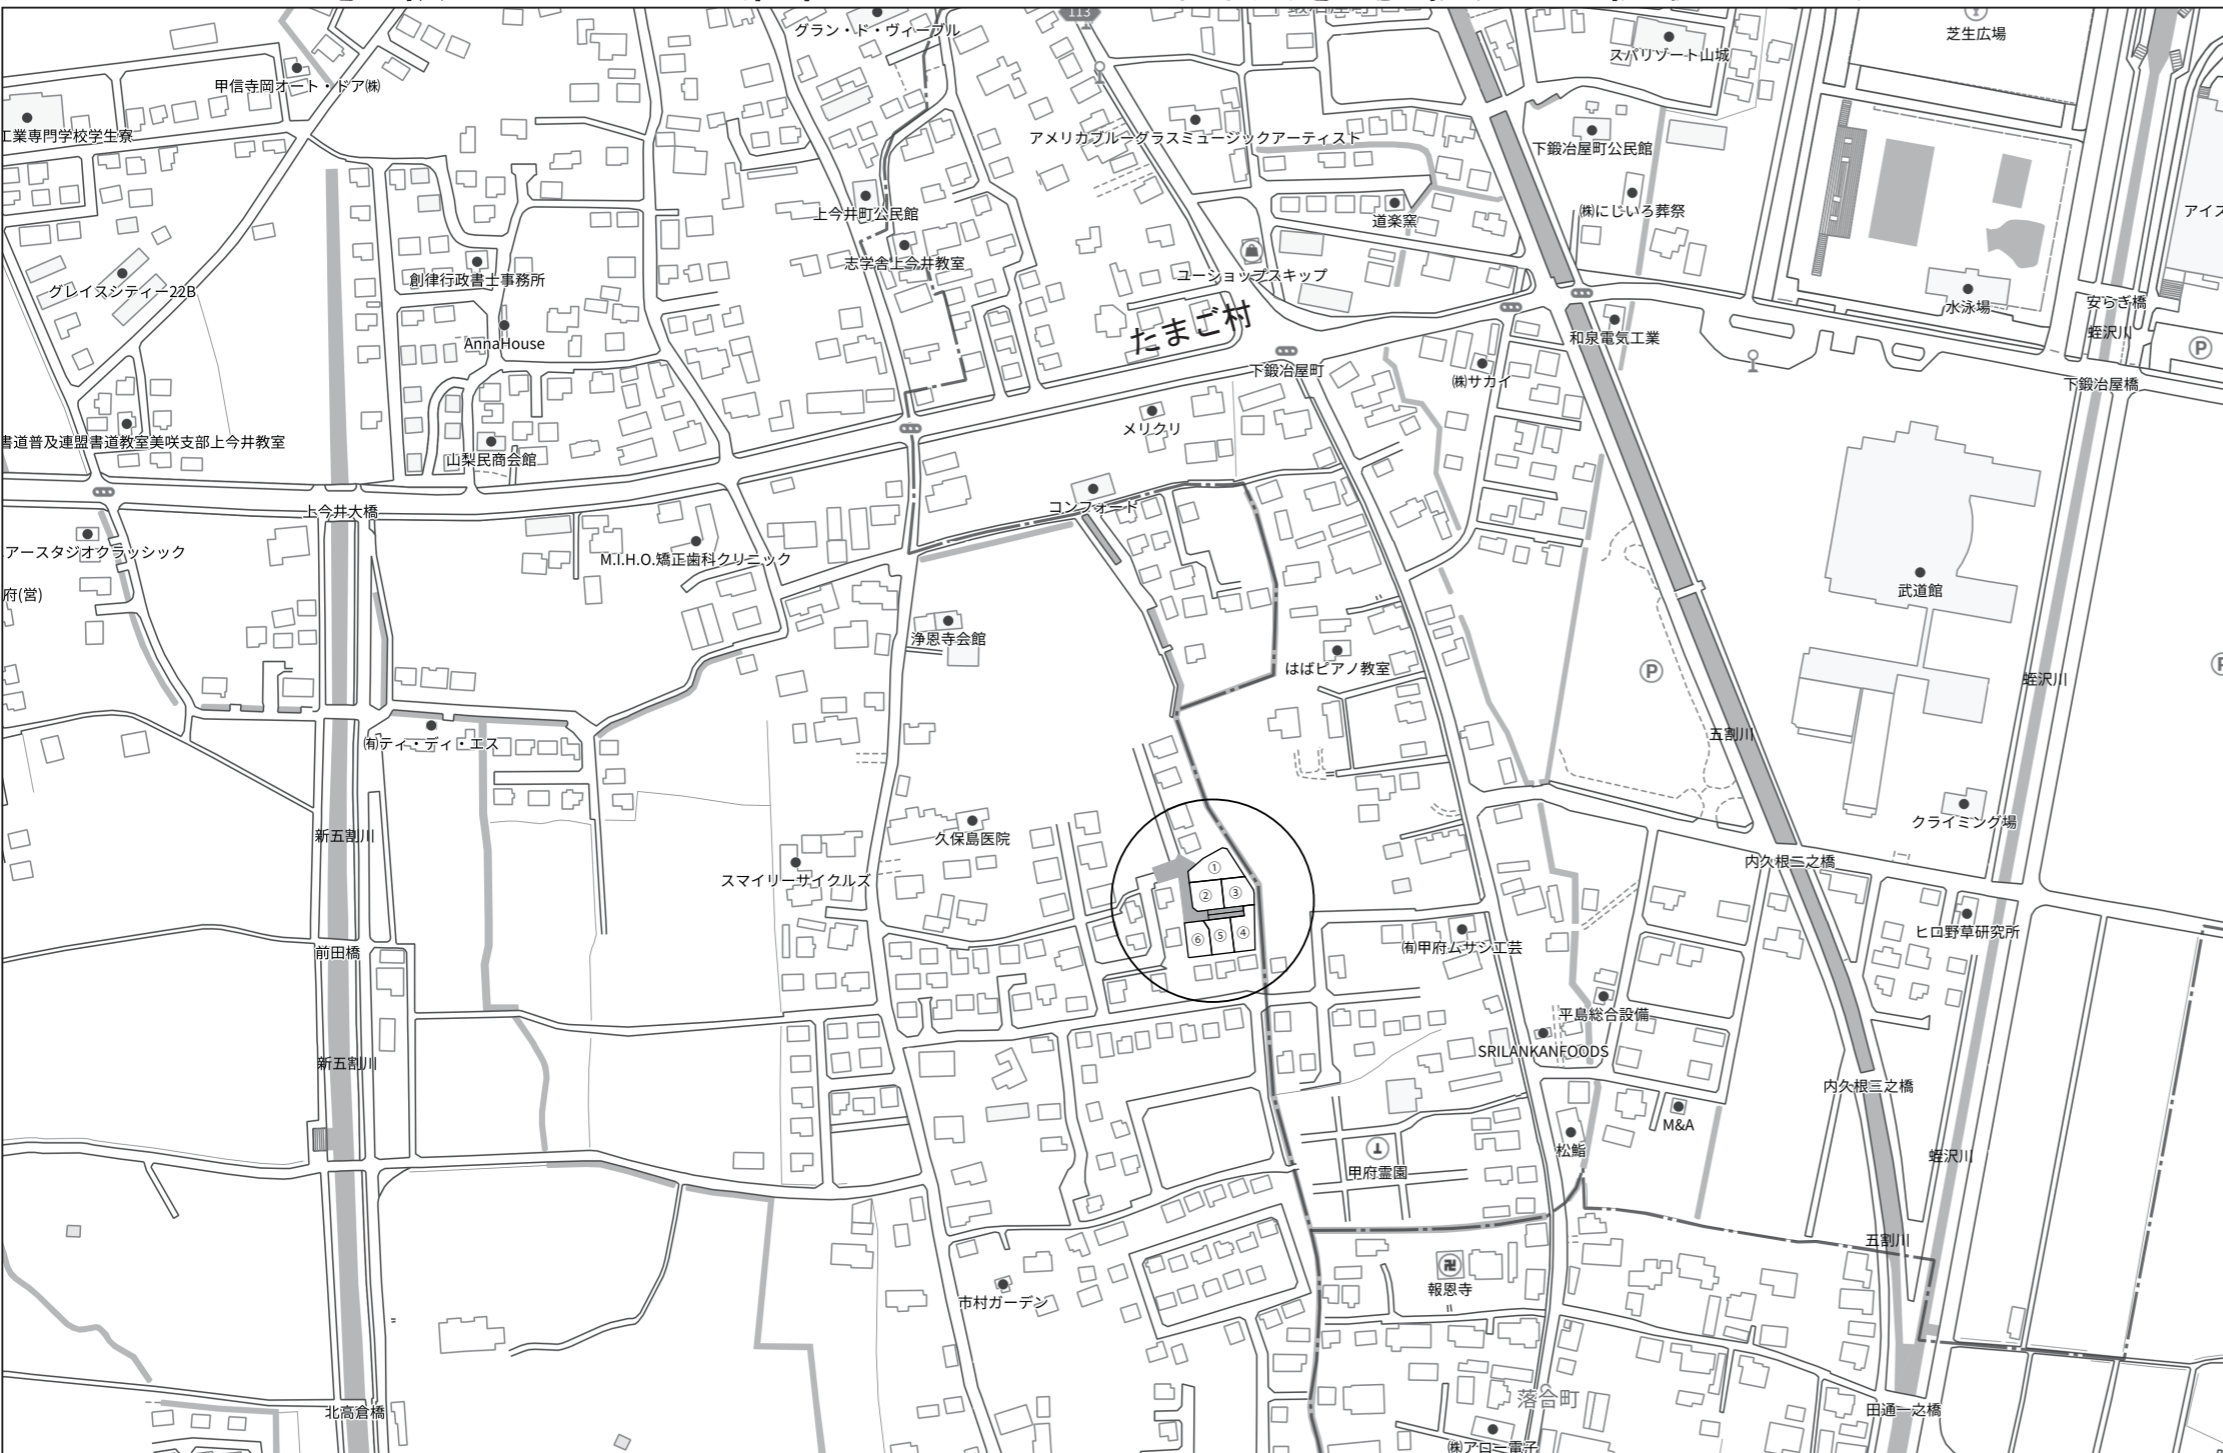 113
グラン・ド・ヴィーブル
芝生広場
スパリゾート山城
甲信寺岡オート・ドア㈱
工業専門学校学生寮
アメリカブルーグラスミュージックアーティスト
下鍛冶屋町公民館
上今井町公民館
道楽窯
㈱にじいろ葬祭
アイス
志学舎上今井教室
ユーショップスキップ
創律行政書士事務所
グレイスシティー22B
水泳場
安らぎ橋
たまご村
和泉電気工業
蛭沢川
P
AnnaHouse
下鍛冶屋町
㈱サカイ
下鍛冶屋橋
メリクリ
書道普及連盟書道教室美咲支部上今井教室
山梨民商会館
上今井大橋
コンフォート
アースタジオクラッシック
M.I.H.O.矯正歯科クリニック
府(営)
武道館
浄恩寺会館
はばピアノ教室
P
蛭沢川
㈲ティ・ディ・エス
五割川
新五割川
久保島医院
クライミング場
内久根二之橋
スマイリーサイクルズ
①
②
③
④
⑤
⑥
ヒロ野草研究所
㈲甲府ムサシ工芸
前田橋
平島総合設備
SRILANKANFOODS
新五割川
内久根三之橋
M&A
松鮨
蛭沢川
甲府霊園
五割川
報恩寺
市村ガーデン
落合町
北高倉橋
田通一之橋
㈱アロー電子